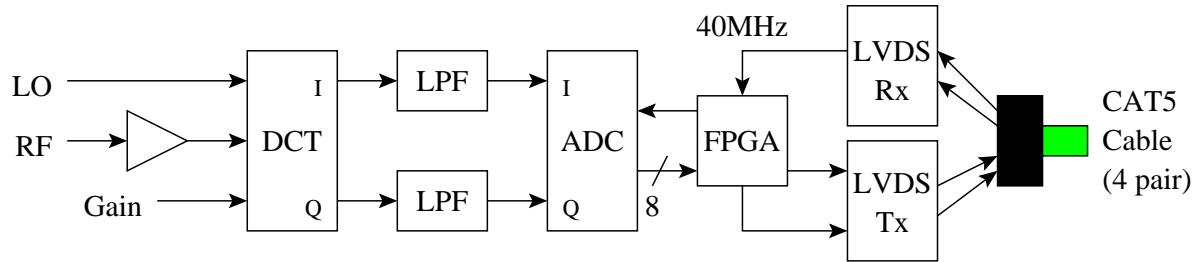 LO
RF
Gain
I
DCT
Q
LPF
LPF
I
ADC
Q
8
40MHz
FPGA
LVDS
Rx
LVDS
Tx
CAT5
Cable
(4 pair)